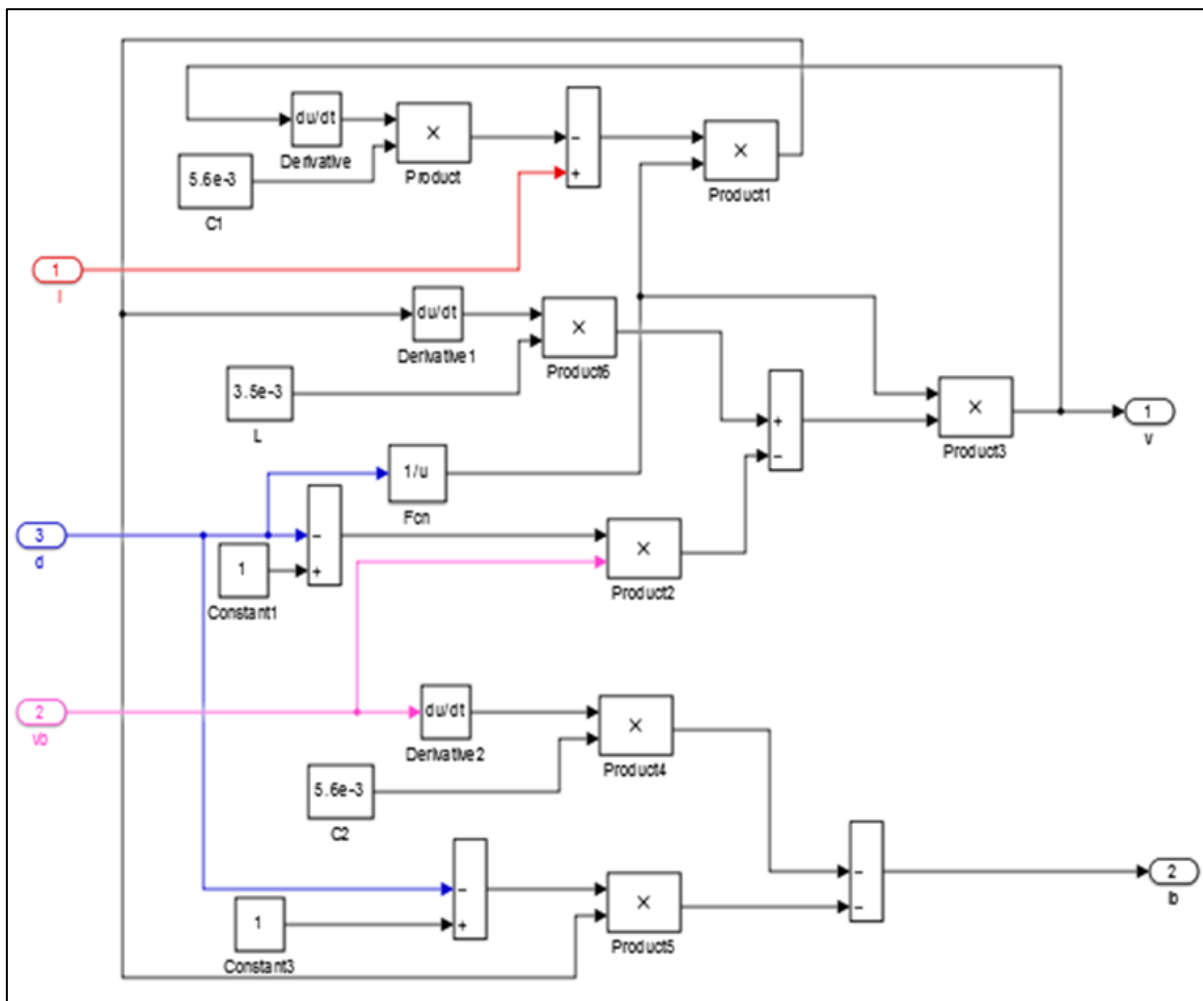 du/dt
Derivative
×
Product
5.6e-3
C1
-
+
×
Product1
1
I
du/dt
Derivative1
×
Product6
3.5e-3
L
+
-
×
Product3
1
V
1/u
Fcn
3
d
-
+
1
Constant1
×
Product2
2
Vb
du/dt
Derivative2
×
Product4
5.6e-3
C2
-
-
2
Ib
-
+
1
Constant3
×
Product5